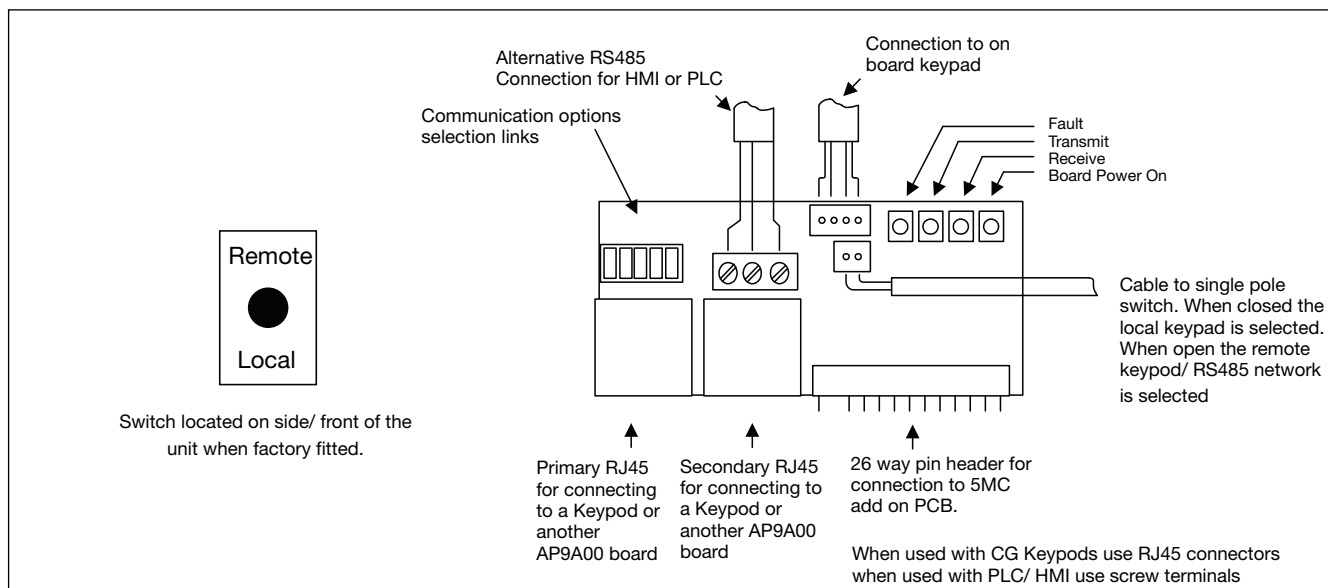 Alternative RS485
Connection for HMI or PLC
Connection to on
board keypad
Communication options
selection links
Fault
Transmit
Receive
Board Power On
Remote
Local
Switch located on side/ front of the
unit when factory fitted.
Cable to single pole
switch. When closed the
local keypad is selected.
When open the remote
keypod/ RS485 network
is selected
Primary RJ45
for connecting
to a Keypod or
another
AP9A00 board
Secondary RJ45
for connecting to
a Keypod or
another AP9A00
board
26 way pin header for
connection to 5MC
add on PCB.
When used with CG Keypods use RJ45 connectors
when used with PLC/ HMI use screw terminals